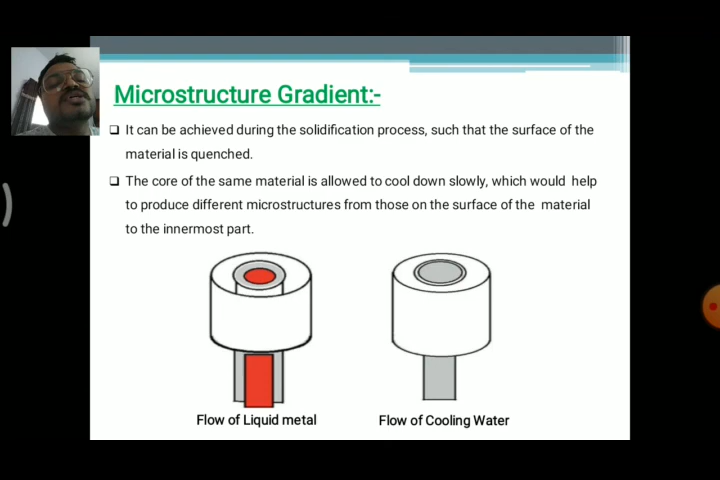 Microstructure Gradient:-
❑ It can be achieved during the solidification process, such that the surface of the
material is quenched.
❑ The core of the same material is allowed to cool down slowly, which would help
to produce different microstructures from those on the surface of the material
to the innermost part.
Flow of Liquid metal
Flow of Cooling Water